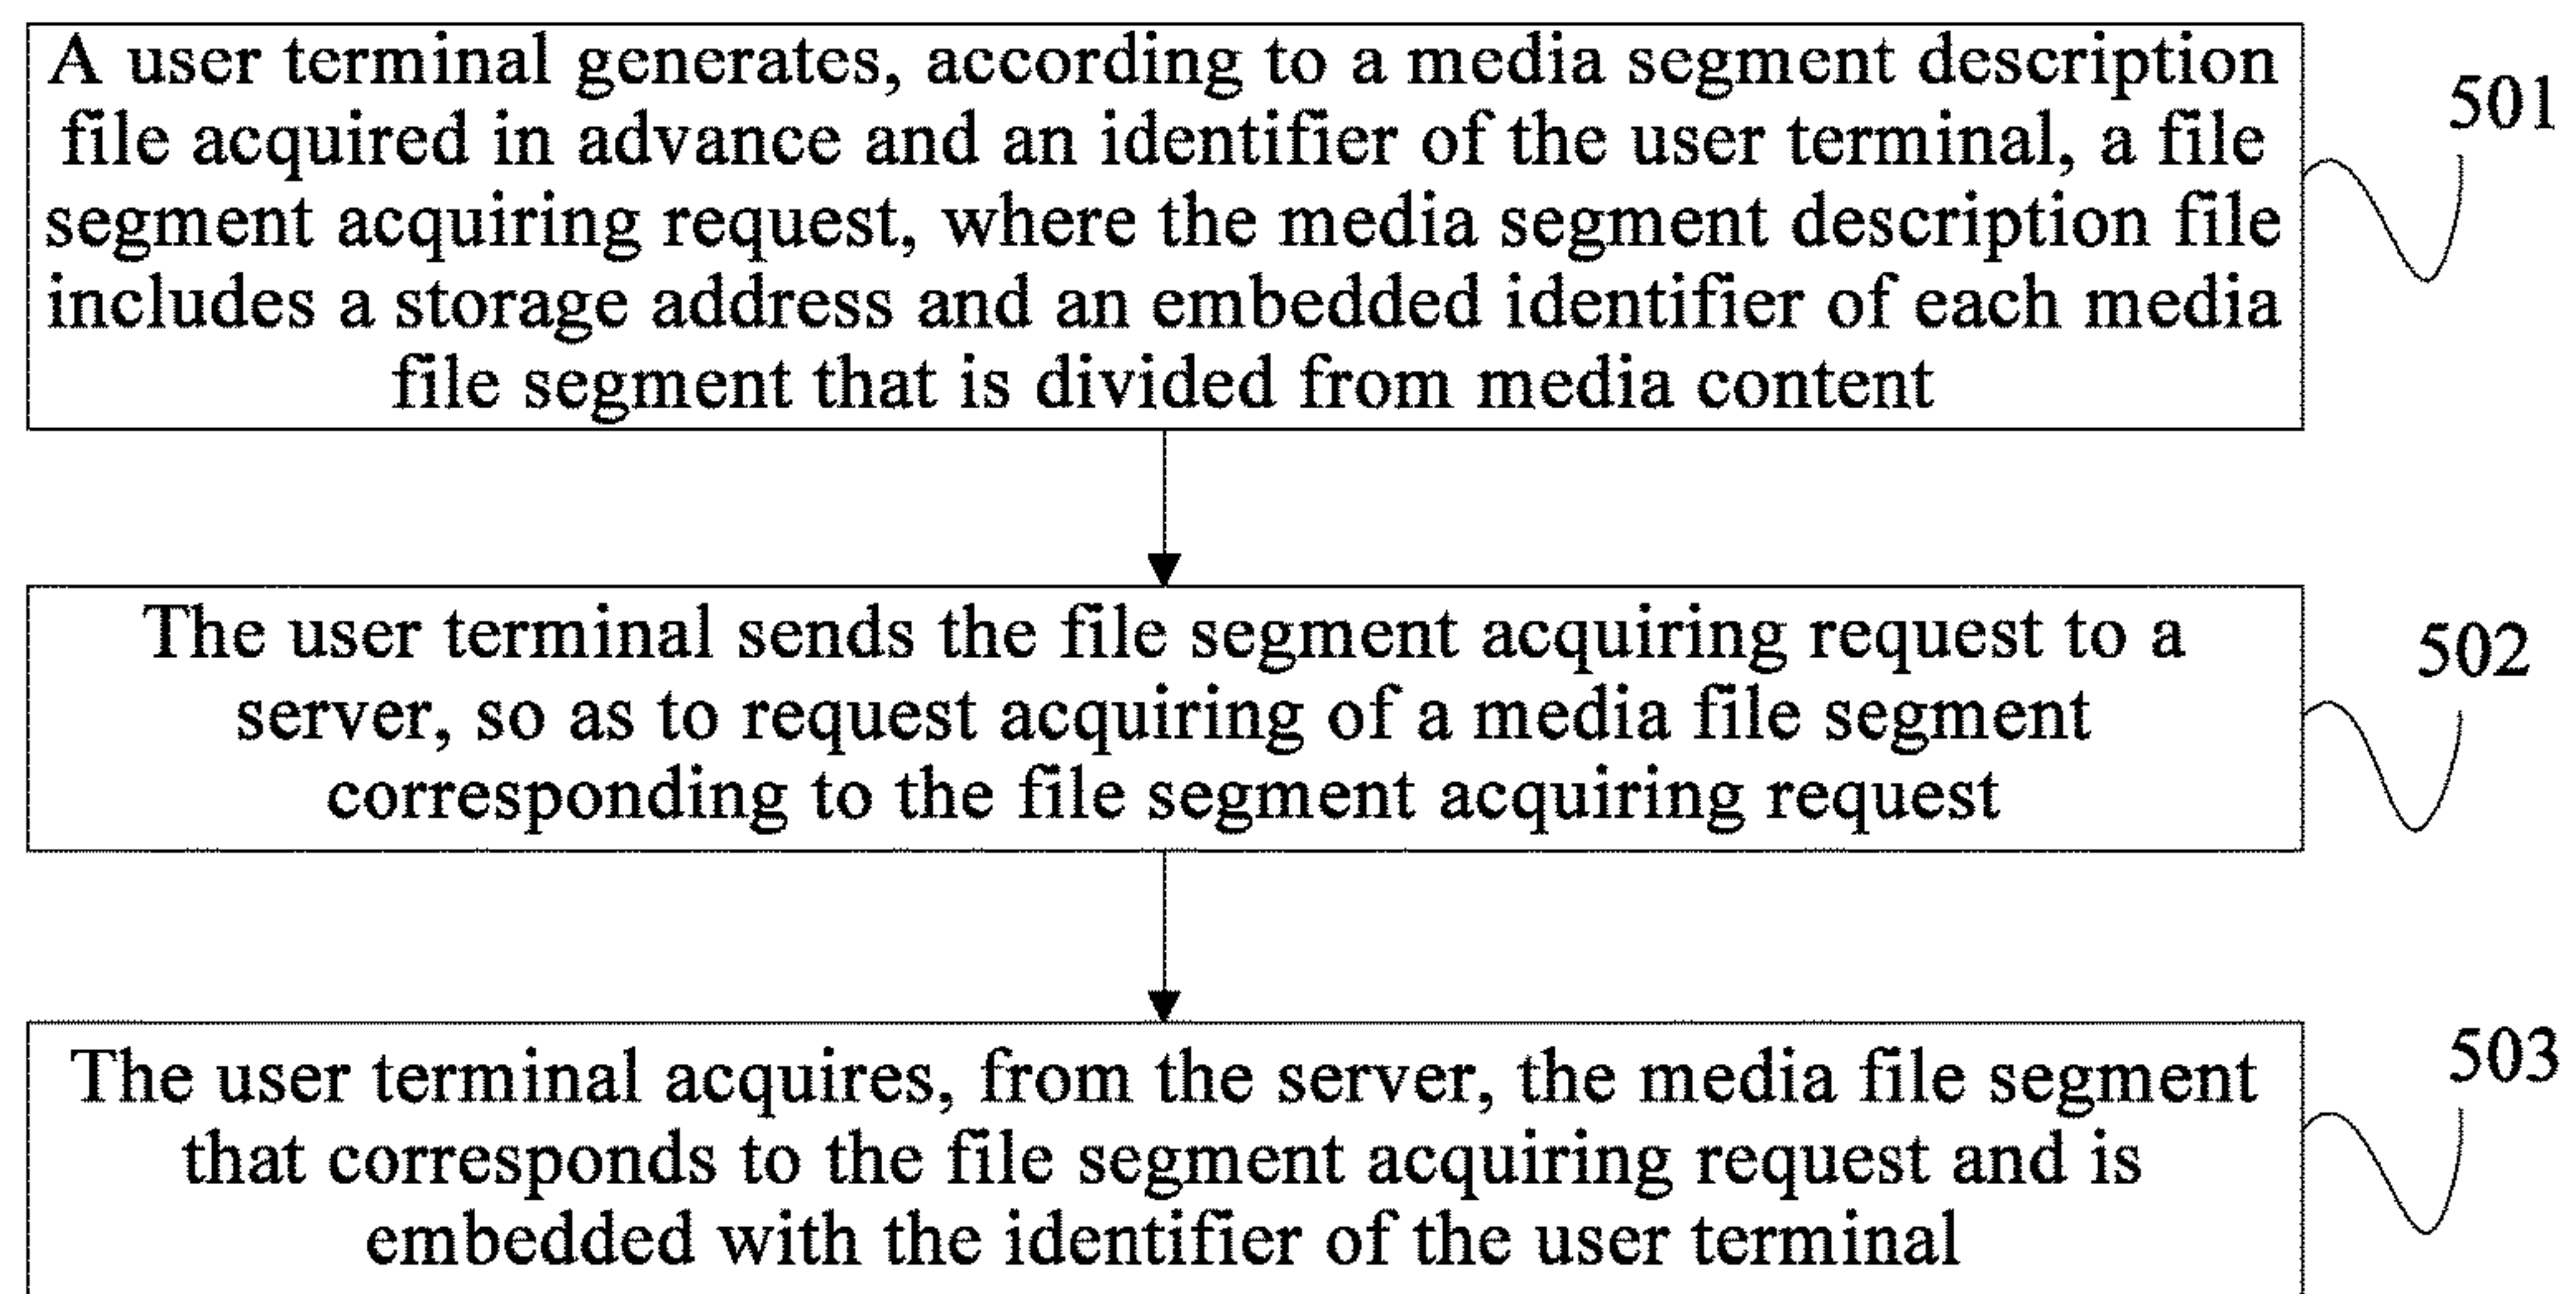 A user terminal generates, according to a media segment description
file acquired in advance and an identifier of the user terminal, a file
segment acquiring request, where the media segment description file
includes a storage address and an embedded identifier of each media
file segment that is divided from media content
501
The user terminal sends the file segment acquiring request to a
server, so as to request acquiring of a media file segment
corresponding to the file segment acquiring request
502
The user terminal acquires, from the server, the media file segment
that corresponds to the file segment acquiring request and is
embedded with the identifier of the user terminal
503